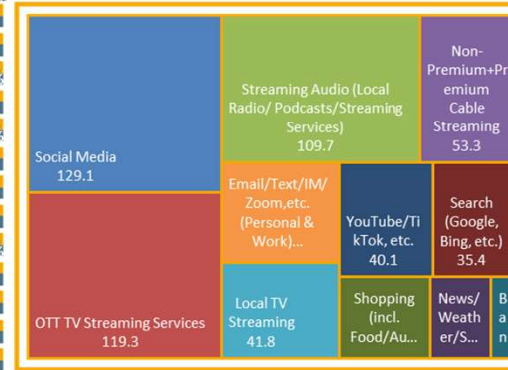 Social Media
129.1
OTT TV Streaming Services
119.3
Streaming Audio (Local
Radio/ Podcasts/Streaming
Services)
109.7
Non-
Premium+Pr
emium
Cable
Streaming
53.3
Email/Text/IM/
Zoom,etc.
(Personal &
Work)...
Local TV
Streaming
41.8
YouTube/Ti
kTok, etc.
40.1
Search
(Google,
Bing, etc.)
35.4
Shopping
(incl.
Food/Au...
News/
Weath
er/S...
B
a
n